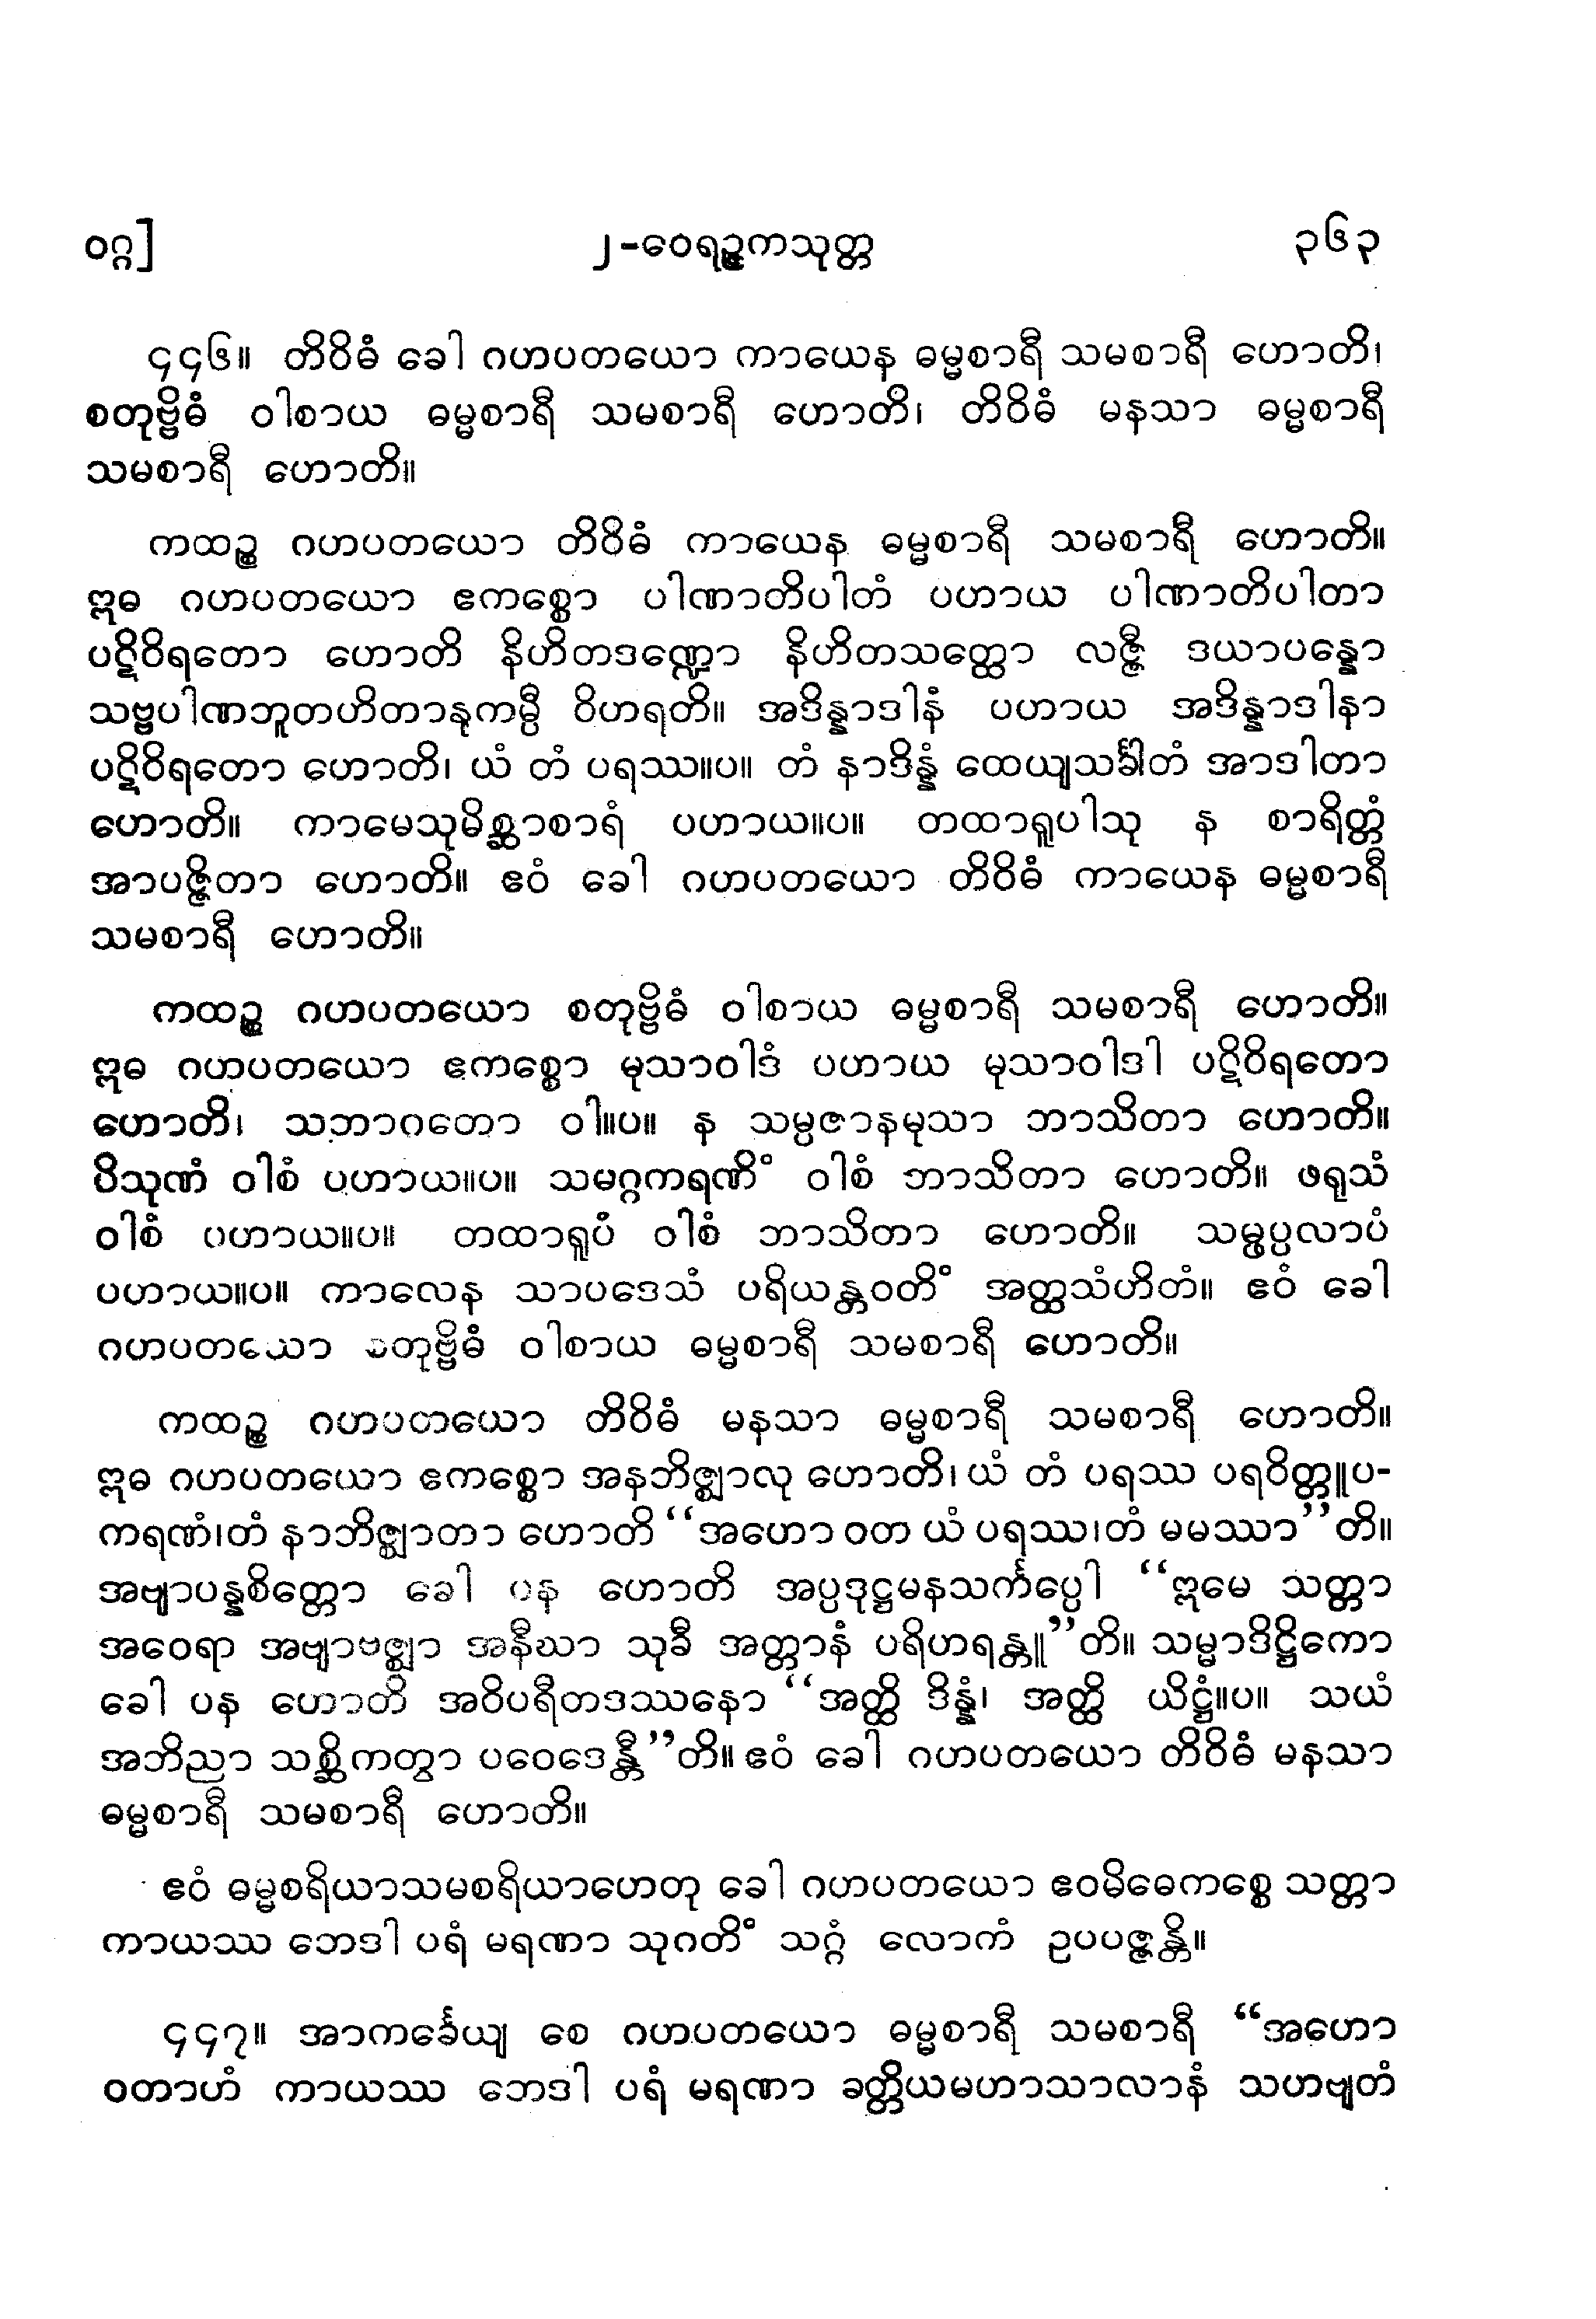 ဝဂ္ဂ] ၂-ဝေရဉ္ဇကသုတ္တ ၃၆၃
၄၄၆။ တိဝိဓံ ခေါ ဂဟပတယော ကာယေန ဓမ္မစာရီ သမစာရီ ဟောတိ၊
စတုဗ္ဗိဓံ ဝါစာယ ဓမ္မစာရီ သမစာရီ ဟောတိ၊ တိဝိဓံ မနသာ ဓမ္မစာရီ
သမစာရီ ဟောတိ။
ကထဉ္စ ဂဟပတယော တိဝိဓံ ကာယေန ဓမ္မစာရီ သမစာရီ ဟောတိ။
ဣဓ ဂဟပတယော ဧကစ္စော ပါဏာတိပါတံ ပဟာယ ပါဏာတိပါတာ
ပဋိဝိရတော ဟောတိ နိဟိတဒဏ္ဍော နိဟိတသတ္ထော လဇ္ဇီ ဒယာပန္နော
သဗ္ဗပါဏဘူတဟိတာနုကမ္ပီ ဝိဟရတိ။ အဒိန္နာဒါနံ ပဟာယ အဒိန္နာဒါနာ
ပဋိဝိရတော ဟောတိ၊ ယံ တံ ပရဿ။ပ။ တံ နာဒိန္နံ ထေယျသင်္ခါတံ အာဒါတာ
ဟောတိ။ ကာမေသုမိစ္ဆာစာရံ ပဟာယ။ပ။ တထာရူပါသု န စာရိတ္တံ
အာပဇ္ဇိတာ ဟောတိ။ ဧဝံ ခေါ ဂဟပတယော တိဝိဓံ ကာယေန ဓမ္မစာရီ
သမစာရီ ဟောတိ။
ကထဉ္စ ဂဟပတယော စတုဗ္ဗိဓံ ဝါစာယ ဓမ္မစာရီ သမစာရီ ဟောတိ။
ဣဓ ဂဟပတယော ဧကစ္စော မုသာဝါဒံ ပဟာယ မုသာဝါဒါ ပဋိဝိရတော
ဟောတိ၊ သဘာဂတော ဝါ။ပ။ န သမ္ပဇာနမုသာ ဘာသိတာ ဟောတိ။
ပိသုဏံ ဝါစံ ပဟာယ။ပ။ သမဂ္ဂကရဏိံ ဝါစံ ဘာသိတာ ဟောတိ။ ဖရုသံ
ဝါစံ ပဟာယ။ပ။ တထာရူပံ ဝါစံ ဘာသိတာ ဟောတိ။ သမ္ဖပ္ပလာပံ
ပဟာယ။ပ။ ကာလေန သာပဒေသံ ပရိယန္တဝတိံ အတ္ထသံဟိတံ။ ဧဝံ ခေါ
ဂဟပတယော စတုဗ္ဗိဓံ ဝါစာယ ဓမ္မစာရီ သမစာရီ ဟောတိ။
ကထဉ္စ ဂဟပတယော တိဝိဓံ မနသာ ဓမ္မစာရီ သမစာရီ ဟောတိ။
ဣဓ ဂဟပတယော ဧကစ္စော အနဘိဇ္ဈာလု ဟောတိ၊ ယံ တံ ပရဿ ပရဝိတ္တူပ-
ကရဏံ၊တံ နာဘိဇ္ဈာတာ ဟောတိ “အဟော ဝတ ယံ ပရဿ၊တံ မမဿာ”တိ။
အဗျာပန္နစိတ္တော ခေါ ပန ဟောတိ အပ္ပဒုဋ္ဌမနသင်္ကပ္ပေါ “ဣမေ သတ္တာ
အဝေရာ အဗျာဗဇ္ဈာ အနီဃာ သုခီ အတ္တာနံ ပရိဟရန္တူ”တိ။ သမ္မာဒိဋ္ဌိကော
ခေါ ပန ဟောတိ အဝိပရီတဒဿနော “အတ္ထိ ဒိန္နံ၊ အတ္ထိ ယိဋ္ဌံ။ပ။ သယံ
အဘိညာ သစ္ဆိကတွာ ပဝေဒေန္တီ”တိ။ ဧဝံ ခေါ ဂဟပတယော တိဝိဓံ မနသာ
ဓမ္မစာရီ သမစာရီ ဟောတိ။
ဧဝံ ဓမ္မစရိယာသမစရိယာဟေတု ခေါ ဂဟပတယော ဧဝမိဓေကစ္စေ သတ္တာ
ကာယဿ ဘေဒါ ပရံ မရဏာ သုဂတိံ သဂ္ဂံ လောကံ ဥပပဇ္ဇန္တိ။
၄၄၇။ အာကင်္ခေယျ စေ ဂဟပတယော ဓမ္မစာရီ သမစာရီ “အဟော
ဝတာဟံ ကာယဿ ဘေဒါ ပရံ မရဏာ ခတ္တိယမဟာသာလာနံ သဟဗျတံ